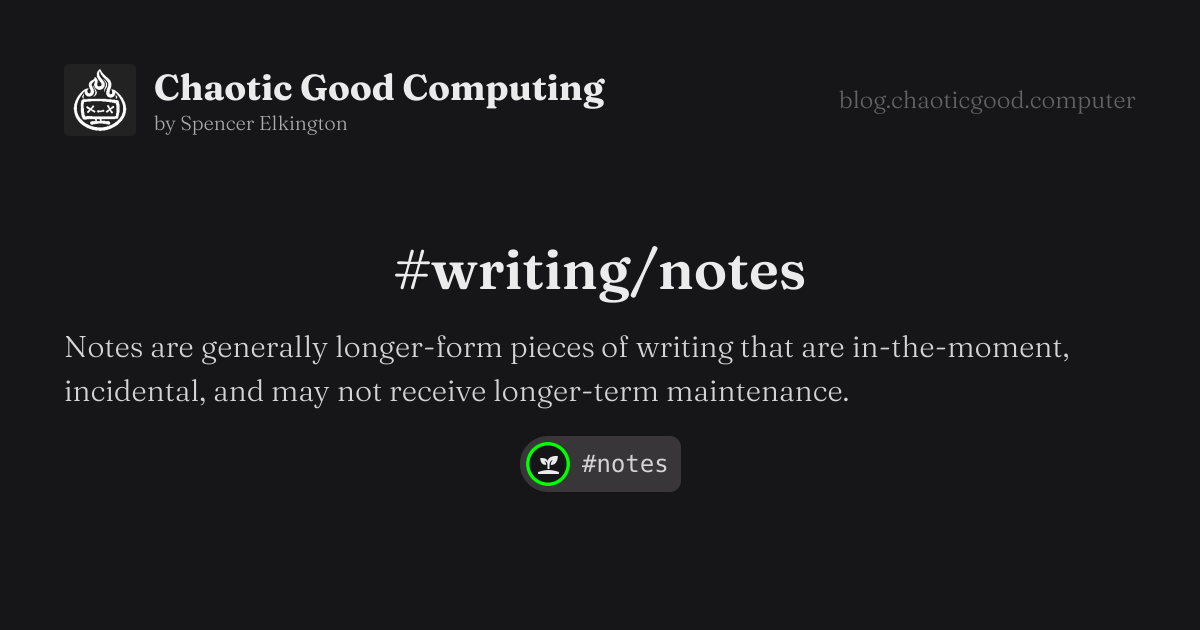 Chaotic Good Computing
by Spencer Elkington
blog.chaoticgood.computer
#writing/notes
Notes are generally longer-form pieces of writing that are in-the-moment,
incidental, and may not receive longer-term maintenance.
#notes